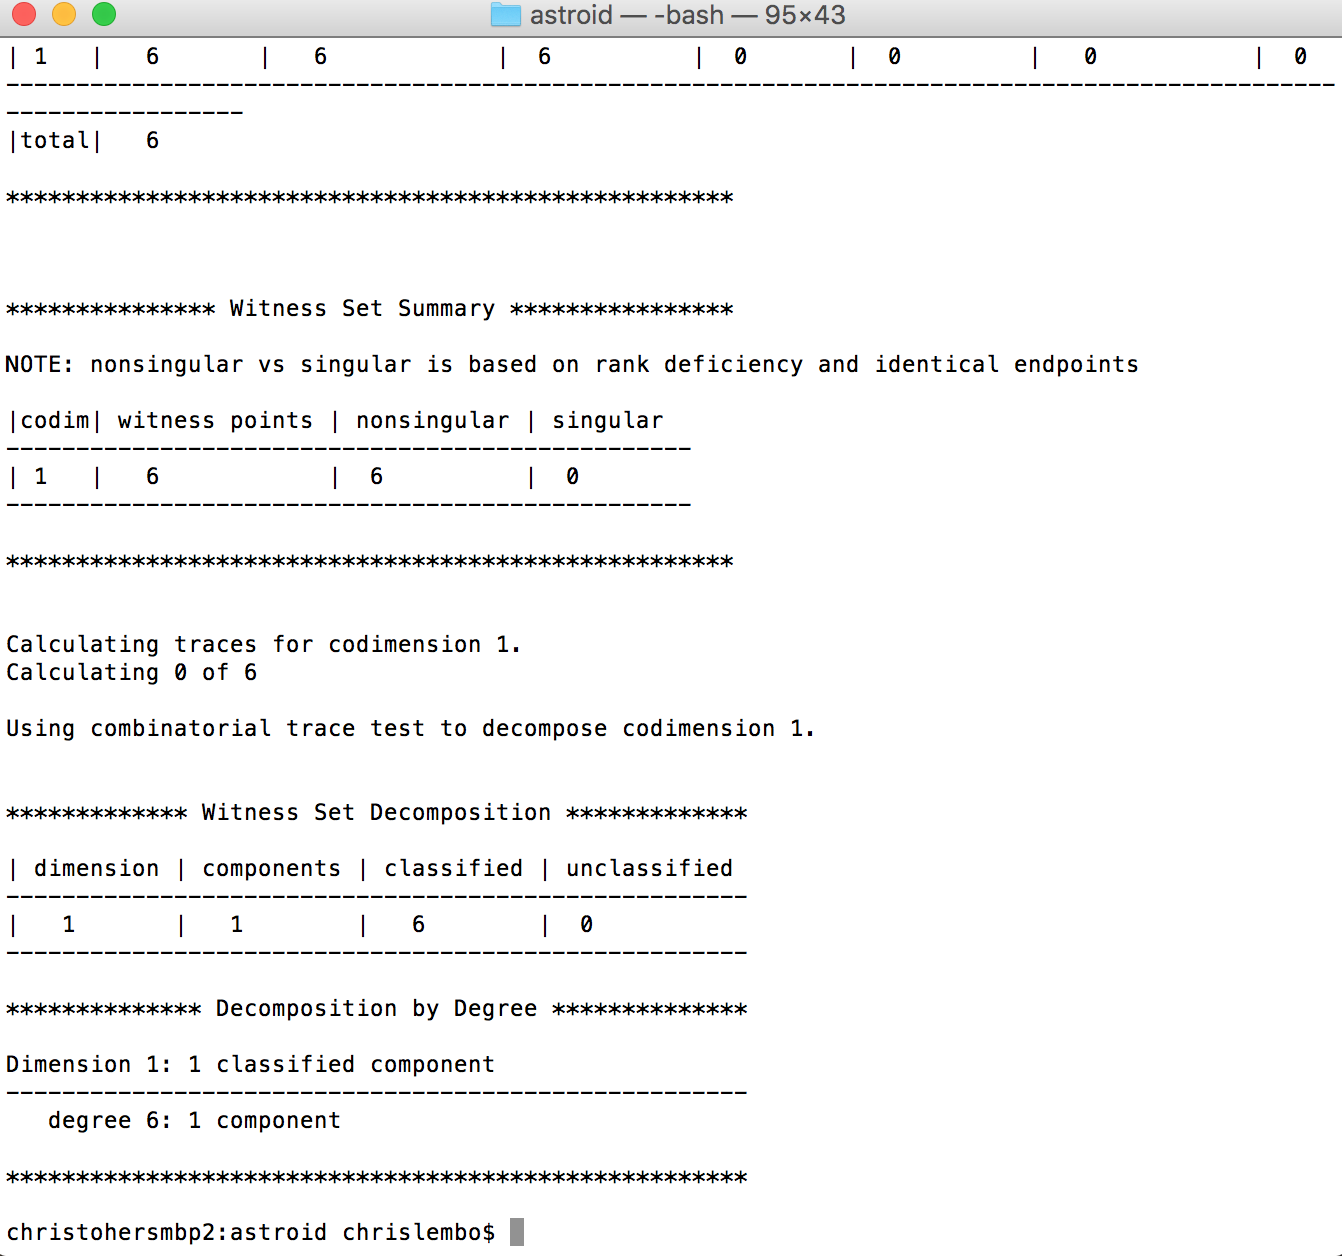 astroid — -bash — 95×43
| 1   |   6       |   6            |  6          |  0       |  0         |   0           |  0
-----------------------------------------------------------------------------------------------
-----------------
|total|   6
****************************************************
*************** Witness Set Summary ****************
NOTE: nonsingular vs singular is based on rank deficiency and identical endpoints
|codim| witness points | nonsingular | singular
-------------------------------------------------
| 1   |   6            |  6          |  0
-------------------------------------------------
****************************************************
Calculating traces for codimension 1.
Calculating 0 of 6
Using combinatorial trace test to decompose codimension 1.
************* Witness Set Decomposition *************
| dimension | components | classified | unclassified
-----------------------------------------------------
|   1       |   1        |   6        |  0
-----------------------------------------------------
************** Decomposition by Degree **************
Dimension 1: 1 classified component
-----------------------------------------------------
   degree 6: 1 component
*****************************************************
christohersmbp2:astroid chrislembo$